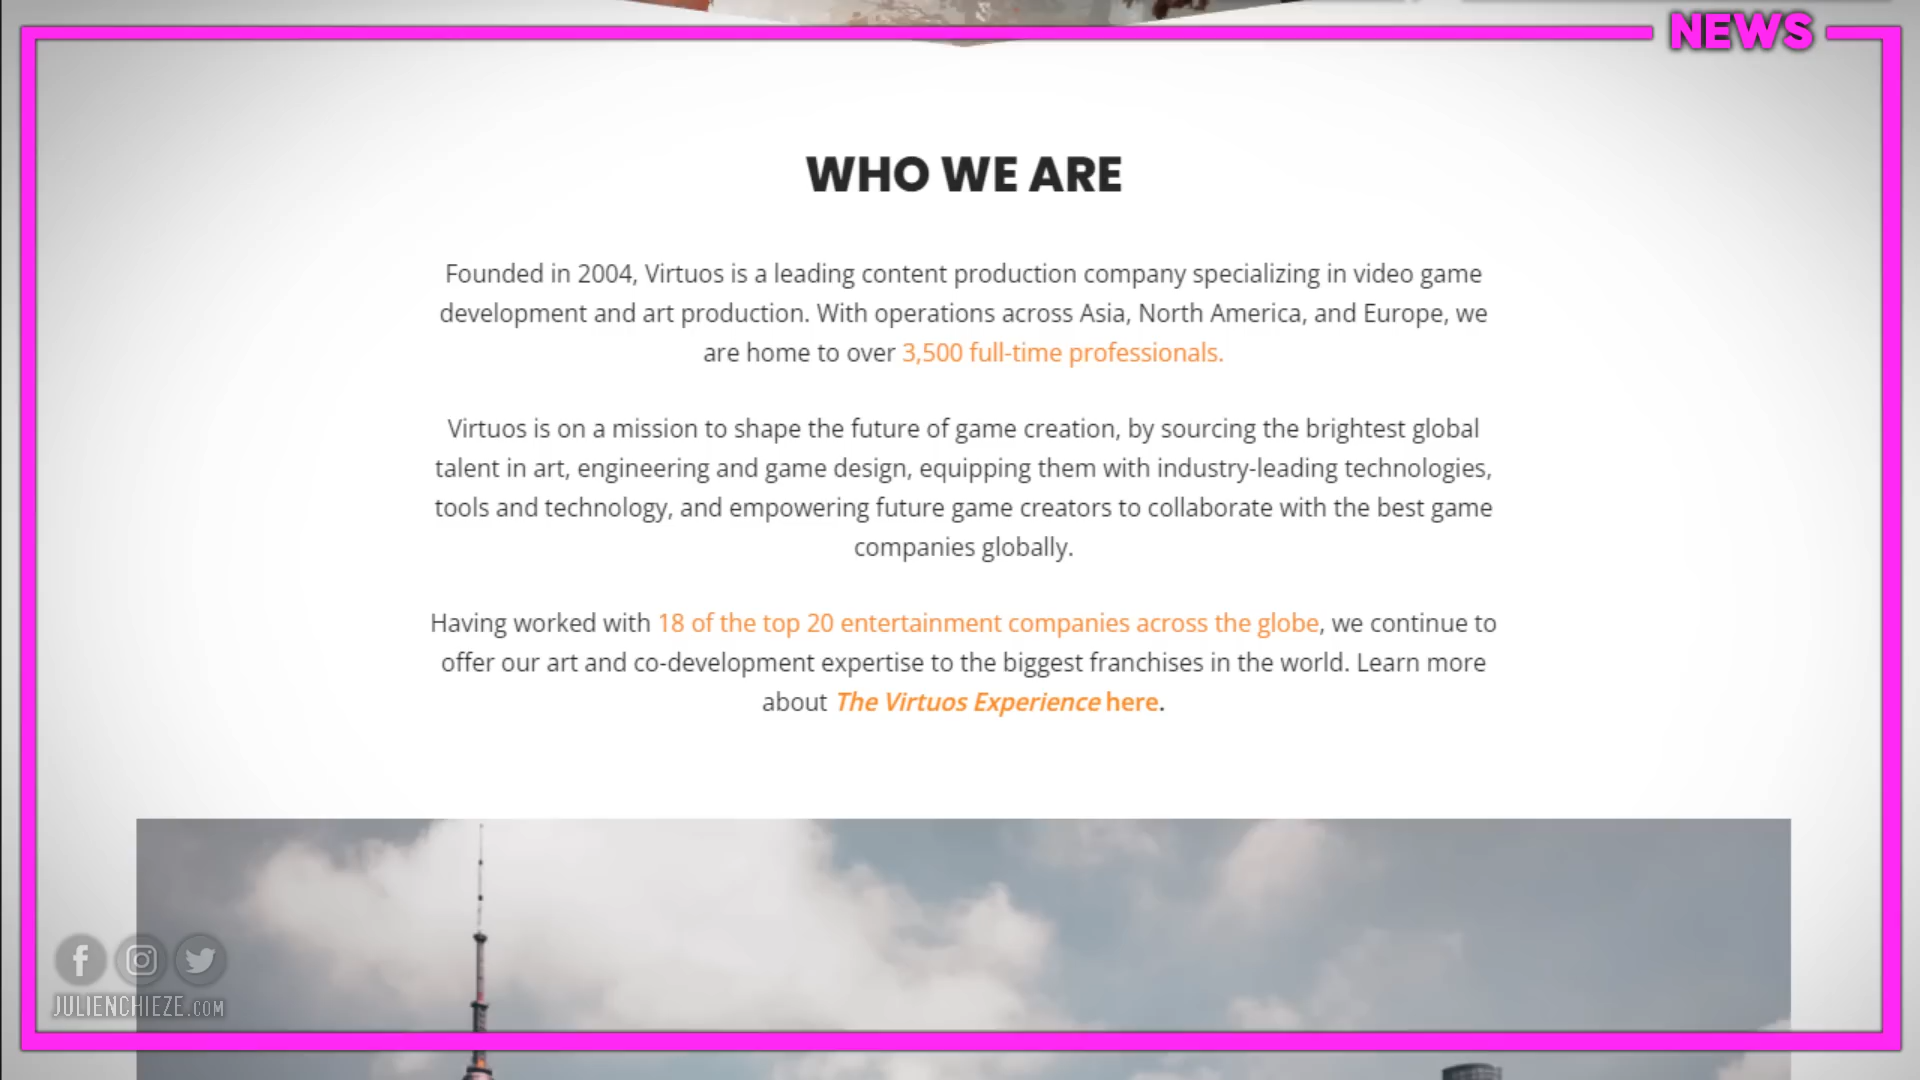 NEWS
WHO WE ARE
Founded in 2004, Virtuos is a leading content production company specializing in video game
development and art production. With operations across Asia, North America, and Europe, we
are home to over 3,500 full-time professionals.
Virtuos is on a mission to shape the future of game creation, by sourcing the brightest global
talent in art, engineering and game design, equipping them with industry-leading technologies,
tools and technology, and empowering future game creators to collaborate with the best game
companies globally.
Having worked with 18 of the top 20 entertainment companies across the globe, we continue to
offer our art and co-development expertise to the biggest franchises in the world. Learn more
about The Virtuos Experience here.
JULIENCHIEZE.COM